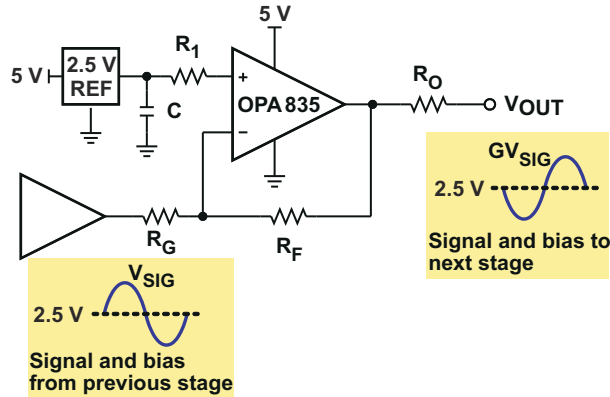 5 V
R1
5 V
2.5 V
REF
+
OPA835
−
C
RO
VOUT
GVSIG
2.5 V
Signal and bias to
next stage
RG
RF
VSIG
2.5 V
Signal and bias
from previous stage